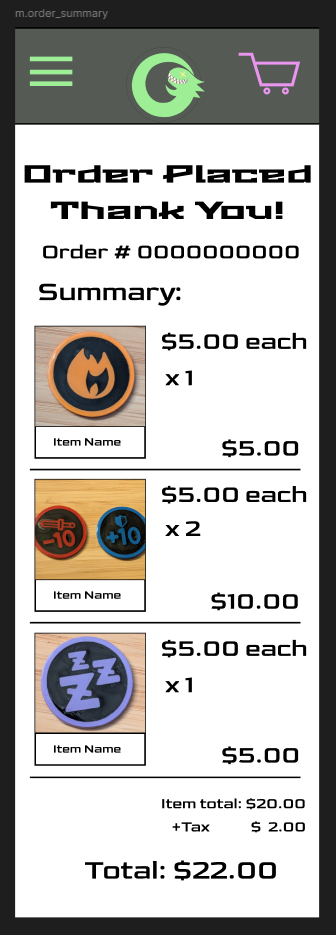 m.order_summary
Order Placed
Thank You!
Order # 0000000000
Summary:
$5.00 each
x 1
Item Name
$5.00
$5.00 each
-10 +10
x 2
Item Name
$10.00
$5.00 each
z z
z
x 1
Item Name
$5.00
Item total: $20.00
+Tax $ 2.00
Total: $22.00